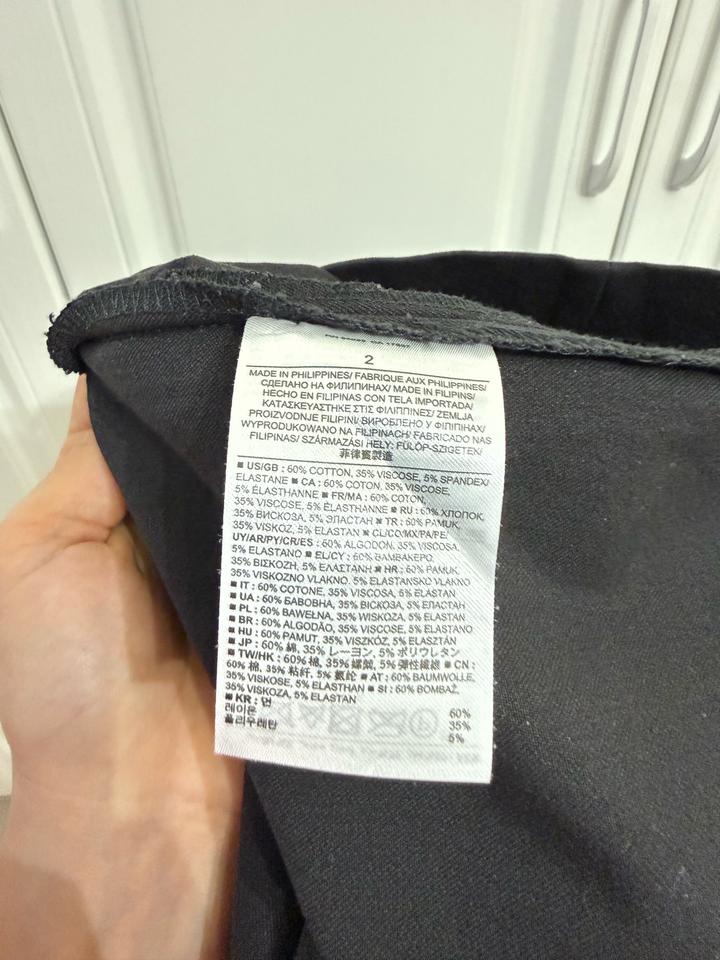 2
MADE IN PHILIPPINES/ FABRIQUE AUX PHILIPPINES/
СДЕЛАНО НА ФИЛИПИНАХ/ MADE IN FILIPINS/
HECHO EN FILIPINAS CON TELA IMPORTADA/
ΚΑΤΑΣΚΕΥΑΣΤΗΚΕ ΣΤΙΣ ΦΙΛΙΠΠΙΝΕΣ/ ZEMLJA
PROIZVODNJE FILIPINI/ ВИРОБЛЕНО У ФІЛІПІНАХ/
WYPRODUKOWANO NA FILIPINACH/ FABRICADO NAS
FILIPINAS/ SZÁRMAZÁSI HELY: FÜLÖP-SZIGETEK/
菲律賓製造
■ US/GB : 60% COTTON, 35% VISCOSE, 5% SPANDEX/
ELASTANE ■ CA : 60% COTON, 35% VISCOSE,
5% ÉLASTHANNE ■ FR/MA : 60% COTON,
35% VISCOSE, 5% ÉLASTHANNE ■ RU : 60% ХЛОПОК,
35% ВИСКОЗА, 5% ЭЛАСТАН ■ TR : 60% PAMUK,
35% VISKOZ, 5% ELASTAN ■ CL/CO/MX/PA/PE/
UY/AR/PY/CR/ES : 60% ALGODÓN, 35% VISCOSA,
5% ELASTANO ■ EL/CY : 60% ΒΑΜΒΑΚΕΡΟ,
35% ΒΙΣΚΟΖΗ, 5% ΕΛΑΣΤΑΝΗ ■ HR : 60% PAMUK,
35% VISKOZNO VLAKNO, 5% ELASTANSKO VLAKNO
■ IT : 60% COTONE, 35% VISCOSA, 5% ELASTAN
■ UA : 60% БАВОВНА, 35% ВІСКОЗА, 5% ЕЛАСТАН
■ PL : 60% BAWEŁNA, 35% WISKOZA, 5% ELASTAN
■ BR : 60% ALGODÃO, 35% VISCOSE, 5% ELASTANO
■ HU : 60% PAMUT, 35% VISZKÓZ, 5% ELASZTÁN
■ JP : 60% 綿, 35% レーヨン, 5% ポリウレタン
■ TW/HK : 60% 棉, 35% 嫘縈, 5% 彈性纖維 ■ CN :
60% 棉, 35% 粘纤, 5% 氨纶 ■ AT : 60% BAUMWOLLE,
35% VISKOSE, 5% ELASTHAN ■ SI : 60% BOMBAŽ,
35% VISKOZA, 5% ELASTAN
■ KR : 면 60%
레이온 35%
폴리우레탄 5%